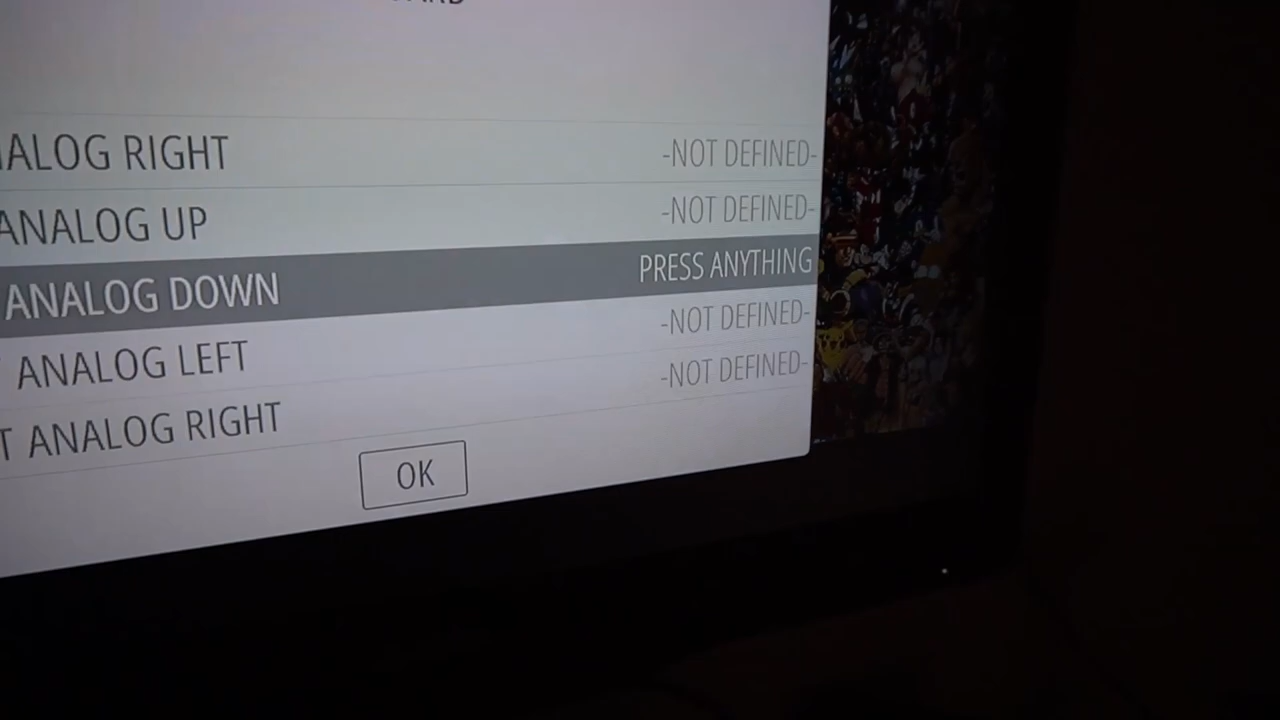 ANALOG RIGHT -NOT DEFINED-
ANALOG UP -NOT DEFINED-
ANALOG DOWN PRESS ANYTHING
ANALOG LEFT -NOT DEFINED-
ANALOG RIGHT -NOT DEFINED-
OK